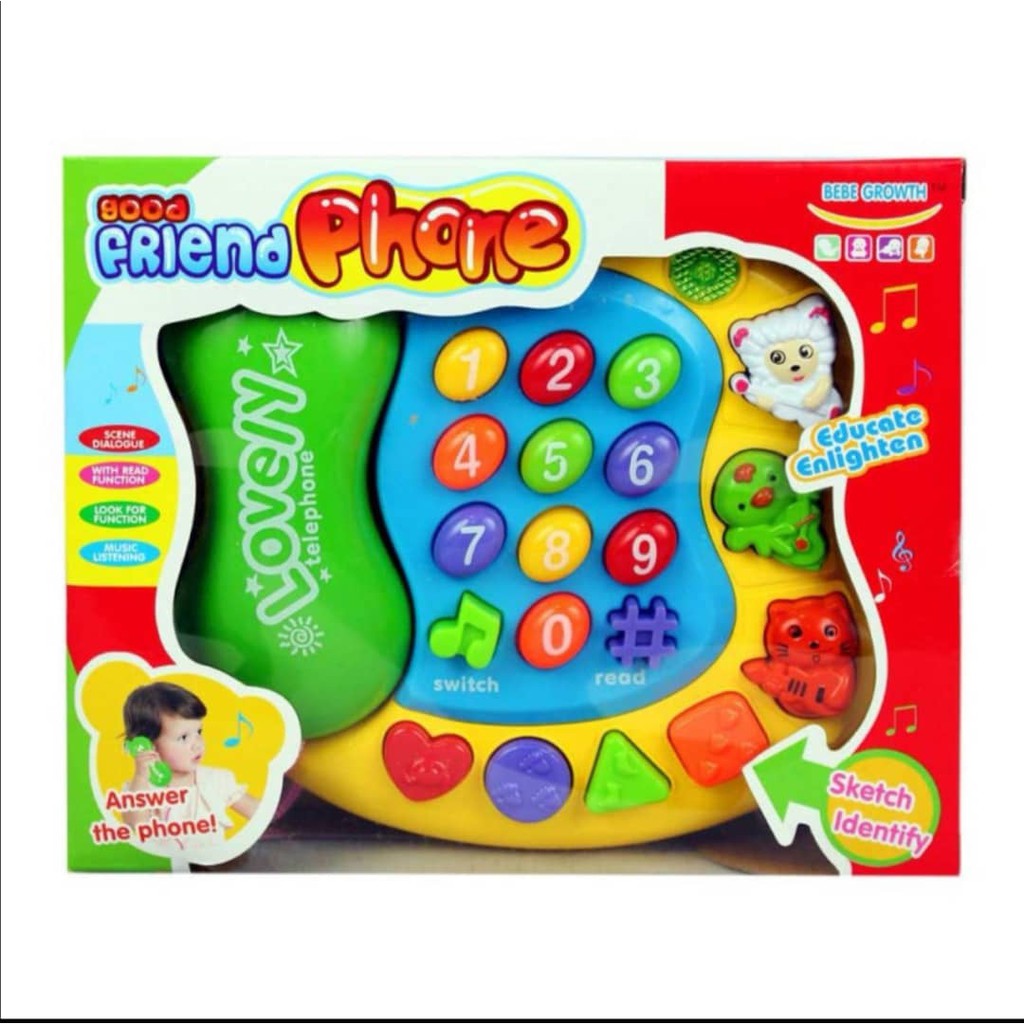 good
FRIEND Phone
BEBE GROWTH
LOVELY
telephone
1 2 3
4 5 6
7 8 9
0 #
switch read
Educate
Enlighten
SCENE
DIALOGUE
WITH READ
FUNCTION
LOOK FOR
FUNCTION
MUSIC
LISTENING
Answer
the phone!
Sketch
Identify